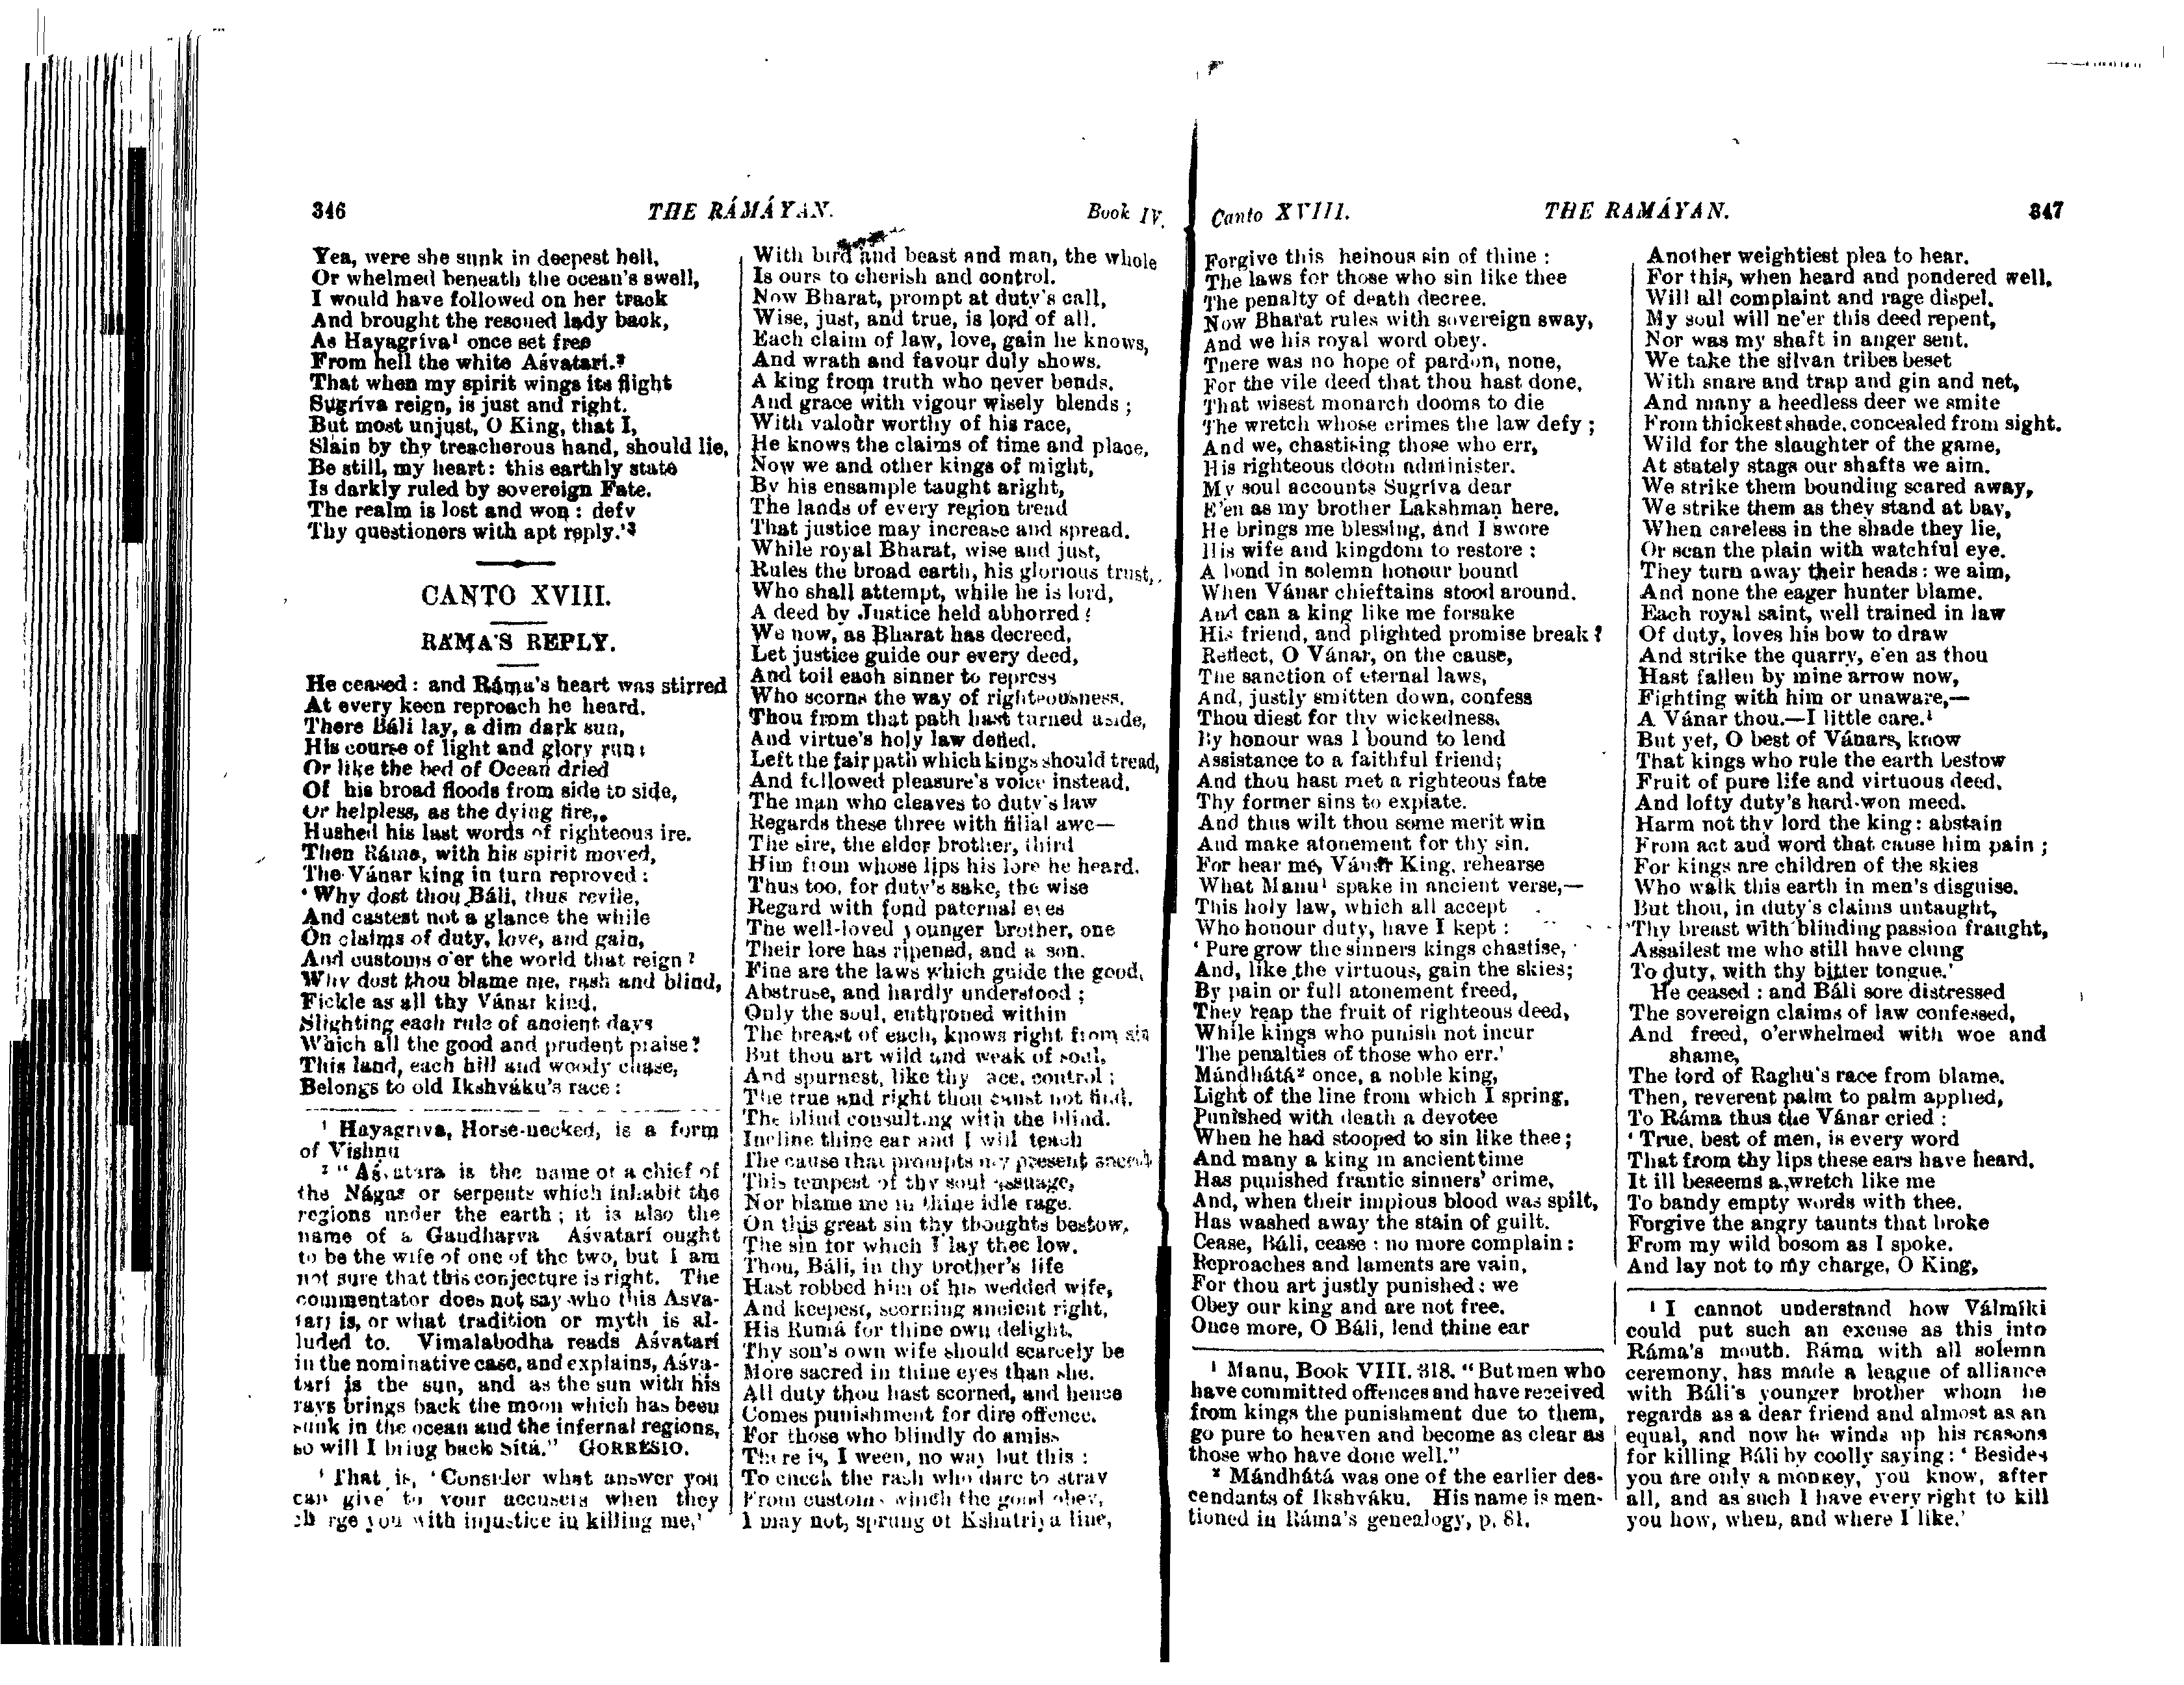 346
THE RÁMÁYAN.
Book IV.
Yea, were she sunk in deepest hell,
Or whelmed beneath the ocean's swell,
I would have followed on her track
And brought the rescued lady back,
As Hayagríva¹ once set free
From hell the white Aśvatarí.²
That when my spirit wings its flight
Sugríva reign, is just and right.
But most unjust, O King, that I,
Slain by thy treacherous hand, should lie,
Be still, my heart: this earthly state
Is darkly ruled by sovereign Fate.
The realm is lost and won: defy
Thy questioners with apt reply.'³
CANTO XVIII.
RÁMA'S REPLY.
He ceased: and Ráma's heart was stirred
At every keen reproach he heard.
There Báli lay, a dim dark sun,
His course of light and glory run:
Or like the bed of Ocean dried
Of his broad floods from side to side,
Or helpless, as the dying fire,
Hushed his last words of righteous ire.
Then Ráma, with his spirit moved,
The Vánar king in turn reproved:
'Why dost thou Báli, thus revile,
And castest not a glance the while
On claims of duty, love, and gain,
And customs o'er the world that reign?
Why dost thou blame me, rash and blind,
Fickle as all thy Vánar kind,
Slighting each rule of ancient days
Which all the good and prudent praise?
This land, each hill and woody chase,
Belongs to old Ikshváku's race:
¹ Hayagríva, Horse-necked, is a form
of Vishnu
² "Aśvatara is the name of a chief of
the Nágas or serpents which inhabit the
regions under the earth; it is also the
name of a Gandharva Aśvatarí ought
to be the wife of one of the two, but I am
not sure that this conjecture is right. The
commentator does not say who this Aśva-
tarí is, or what tradition or myth is al-
luded to. Vimalabodha reads Aśvatarí
in the nominative case, and explains, Aśva-
tarí is the sun, and as the sun with his
rays brings back the moon which has been
sunk in the ocean and the infernal regions,
so will I bring back Sítá." GORRESIO.
³ That is, 'Consider what answer you
can give to your accusers when they
charge you with injustice in killing me.'
With bird and beast and man, the whole
Is ours to cherish and control.
Now Bharat, prompt at duty's call,
Wise, just, and true, is lord of all.
Each claim of law, love, gain he knows,
And wrath and favour duly shows.
A king from truth who never bends,
And grace with vigour wisely blends;
With valour worthy of his race,
He knows the claims of time and place,
Now we and other kings of might,
By his ensample taught aright,
The lands of every region tread
That justice may increase and spread.
While royal Bharat, wise and just,
Rules the broad earth, his glorious trust,
Who shall attempt, while he is lord,
A deed by Justice held abhorred?
We now, as Bharat has decreed,
Let justice guide our every deed,
And toil each sinner to repress
Who scorns the way of righteousness.
Thou from that path hast turned aside,
And virtue's holy law defied,
Left the fair path which kings should tread,
And followed pleasure's voice instead.
The man who cleaves to duty's law
Regards these three with filial awe—
The sire, the elder brother, third
Him from whose lips his lore he heard.
Thus too, for duty's sake, the wise
Regard with fond paternal eyes
The well-loved younger brother, one
Their lore has ripened, and a son.
Fine are the laws which guide the good,
Abstruse, and hardly understood;
Only the soul, enthroned within
The breast of each, knows right from sin
But thou art wild and weak of soul,
And spurnest, like thy race, control;
The true and right thou canst not find,
The blind consulting with the blind.
Incline thine ear and I will teach
The cause that prompts my present speech
This tempest of thy soul assuage,
Nor blame me in thine idle rage.
On this great sin thy thoughts bestow,
The sin for which I lay thee low.
Thou, Báli, in thy brother's life
Hast robbed him of his wedded wife,
And keepest, scorning ancient right,
His Rumá for thine own delight.
Thy son's own wife should scarcely be
More sacred in thine eyes than she.
All duty thou hast scorned, and hence
Comes punishment for dire offence.
For those who blindly do amiss
There is, I ween, no way but this:
To check the rash who dare to stray
From customs which the good obey,
I may not, sprung of Kshatriya line,
Canto XVIII.
THE RAMÁYAN.
347
Forgive this heinous sin of thine:
The laws for those who sin like thee
The penalty of death decree.
Now Bharat rules with sovereign sway,
And we his royal word obey.
There was no hope of pardon, none,
For the vile deed that thou hast done,
That wisest monarch dooms to die
The wretch whose crimes the law defy;
And we, chastising those who err,
His righteous doom administer.
My soul accounts Sugríva dear
E'en as my brother Lakshman here.
He brings me blessing, and I swore
His wife and kingdom to restore:
A bond in solemn honour bound
When Vánar chieftains stood around.
And can a king like me forsake
His friend, and plighted promise break?
Reflect, O Vánar, on the cause,
The sanction of eternal laws,
And, justly smitten down, confess
Thou diest for thy wickedness.
By honour was I bound to lend
Assistance to a faithful friend;
And thou hast met a righteous fate
Thy former sins to expiate.
And thus wilt thou some merit win
And make atonement for thy sin.
For hear me, Vánar King, rehearse
What Manu¹ spake in ancient verse,—
This holy law, which all accept
Who honour duty, have I kept:
'Pure grow the sinners kings chastise,
And, like the virtuous, gain the skies;
By pain or full atonement freed,
They reap the fruit of righteous deed,
While kings who punish not incur
The penalties of those who err.'
Mándhátá² once, a noble king,
Light of the line from which I spring,
Punished with death a devotee
When he had stooped to sin like thee;
And many a king in ancient time
Has punished frantic sinners' crime,
And, when their impious blood was spilt,
Has washed away the stain of guilt.
Cease, Báli, cease: no more complain:
Reproaches and laments are vain,
For thou art justly punished: we
Obey our king and are not free.
Once more, O Báli, lend thine ear
¹ Manu, Book VIII. 318. "But men who
have committed offences and have received
from kings the punishment due to them,
go pure to heaven and become as clear as
those who have done well."
² Mándhátá was one of the earlier des-
cendants of Ikshváku. His name is men-
tioned in Ráma's genealogy, p. 81.
Another weightiest plea to hear.
For this, when heard and pondered well,
Will all complaint and rage dispel.
My soul will ne'er this deed repent,
Nor was my shaft in anger sent.
We take the silvan tribes beset
With snare and trap and gin and net,
And many a heedless deer we smite
From thickest shade, concealed from sight.
Wild for the slaughter of the game,
At stately stags our shafts we aim.
We strike them bounding scared away,
We strike them as they stand at bay,
When careless in the shade they lie,
Or scan the plain with watchful eye.
They turn away their heads: we aim,
And none the eager hunter blame.
Each royal saint, well trained in law
Of duty, loves his bow to draw
And strike the quarry, e'en as thou
Hast fallen by mine arrow now,
Fighting with him or unaware,—
A Vánar thou.—I little care.¹
But yet, O best of Vánars, know
That kings who rule the earth bestow
Fruit of pure life and virtuous deed,
And lofty duty's hard-won meed.
Harm not thy lord the king: abstain
From act and word that cause him pain;
For kings are children of the skies
Who walk this earth in men's disguise.
But thou, in duty's claims untaught,
Thy breast with blinding passion fraught,
Assailest me who still have clung
To duty, with thy bitter tongue.'
He ceased: and Báli sore distressed
The sovereign claims of law confessed,
And freed, o'erwhelmed with woe and
shame,
The lord of Raghu's race from blame.
Then, reverent palm to palm applied,
To Ráma thus the Vánar cried:
'True, best of men, is every word
That from thy lips these ears have heard.
It ill beseems a wretch like me
To bandy empty words with thee.
Forgive the angry taunts that broke
From my wild bosom as I spoke.
And lay not to my charge, O King,
¹ I cannot understand how Válmíki
could put such an excuse as this into
Ráma's mouth. Ráma with all solemn
ceremony, has made a league of alliance
with Báli's younger brother whom he
regards as a dear friend and almost as an
equal, and now he winds up his reasons
for killing Báli by coolly saying: 'Besides
you are only a monkey, you know, after
all, and as such I have every right to kill
you how, when, and where I like.'